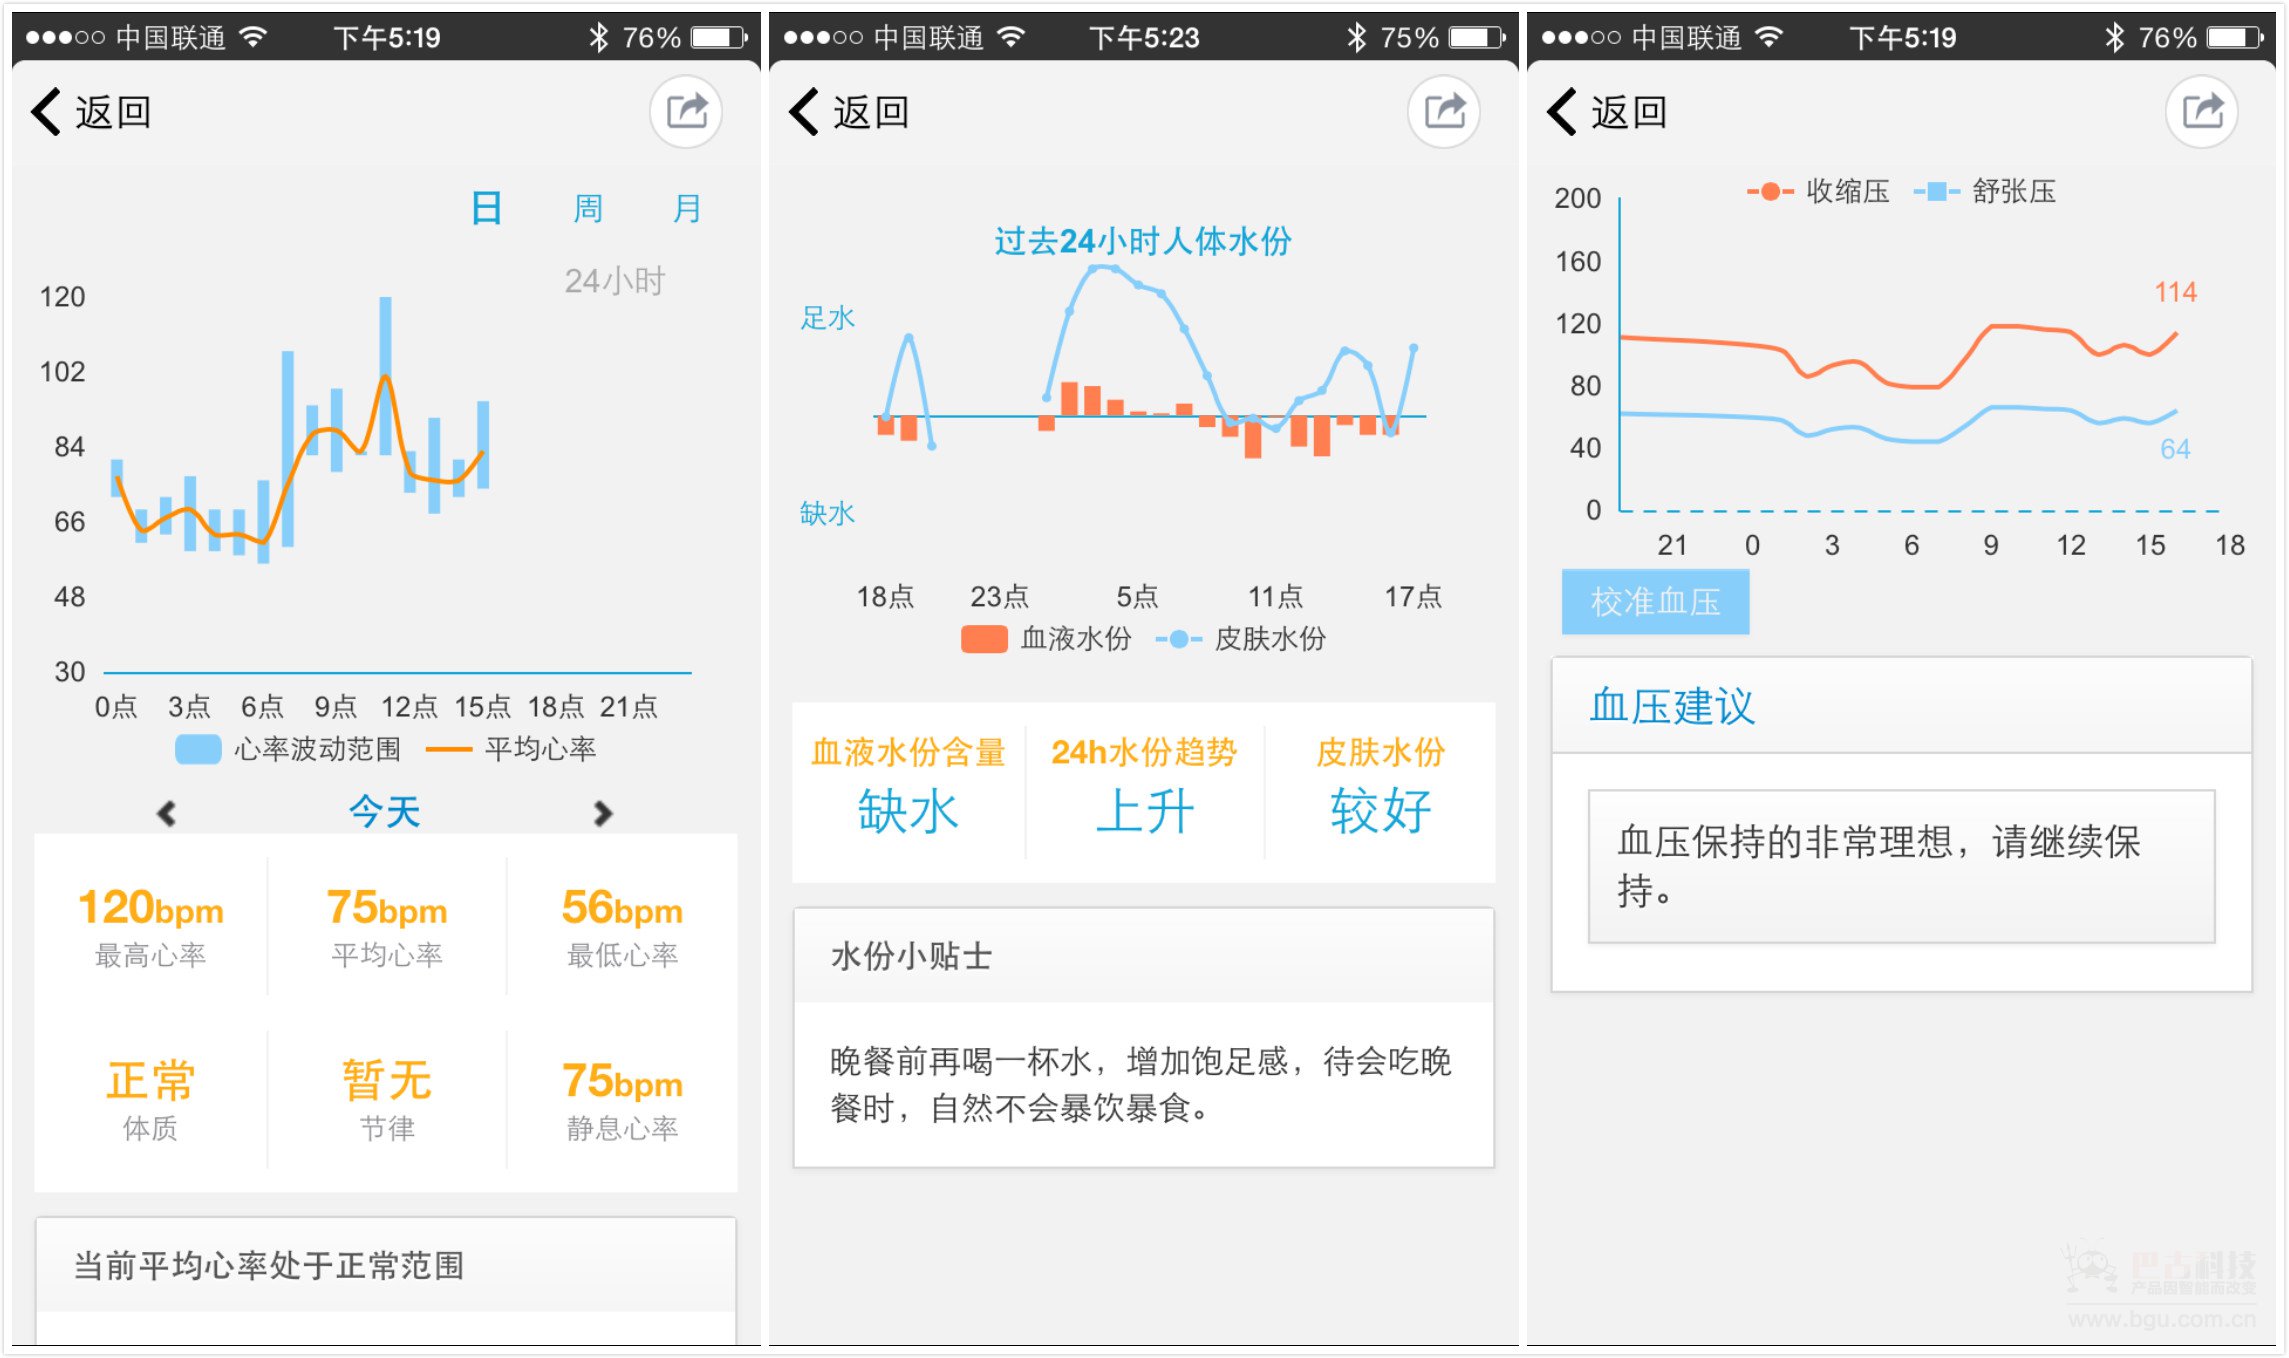 中国联通 下午5:19 76%
返回
日 周 月
24小时
120
102
84
66
48
30
0点 3点 6点 9点 12点 15点 18点 21点
心率波动范围 平均心率
今天
120bpm 75bpm 56bpm
最高心率 平均心率 最低心率
正常 暂无 75bpm
体质 节律 静息心率
当前平均心率处于正常范围
中国联通 下午5:23 75%
返回
过去24小时人体水份
足水
缺水
18点 23点 5点 11点 17点
血液水份 皮肤水份
血液水份含量 24h水份趋势 皮肤水份
缺水 上升 较好
水份小贴士
晚餐前再喝一杯水，增加饱足感，待会吃晚
餐时，自然不会暴饮暴食。
中国联通 下午5:19 76%
返回
收缩压 舒张压
200
160
120
80
40
0
114
64
21 0 3 6 9 12 15 18
校准血压
血压建议
血压保持的非常理想，请继续保
持。
巴古科技
产品因智能而改变
www.bgu.com.cn